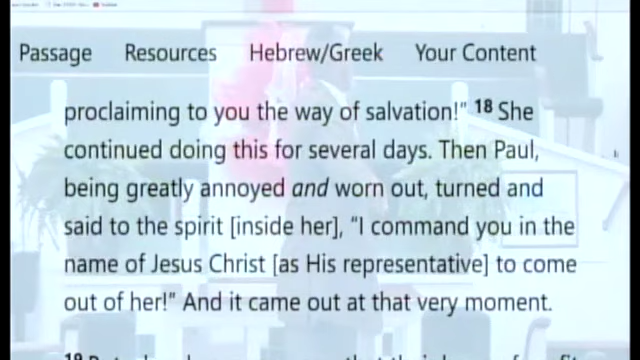 Passage Resources Hebrew/Greek Your Content
proclaiming to you the way of salvation!” 18 She
continued doing this for several days. Then Paul,
being greatly annoyed and worn out, turned and
said to the spirit [inside her], “I command you in the
name of Jesus Christ [as His representative] to come
out of her!” And it came out at that very moment.